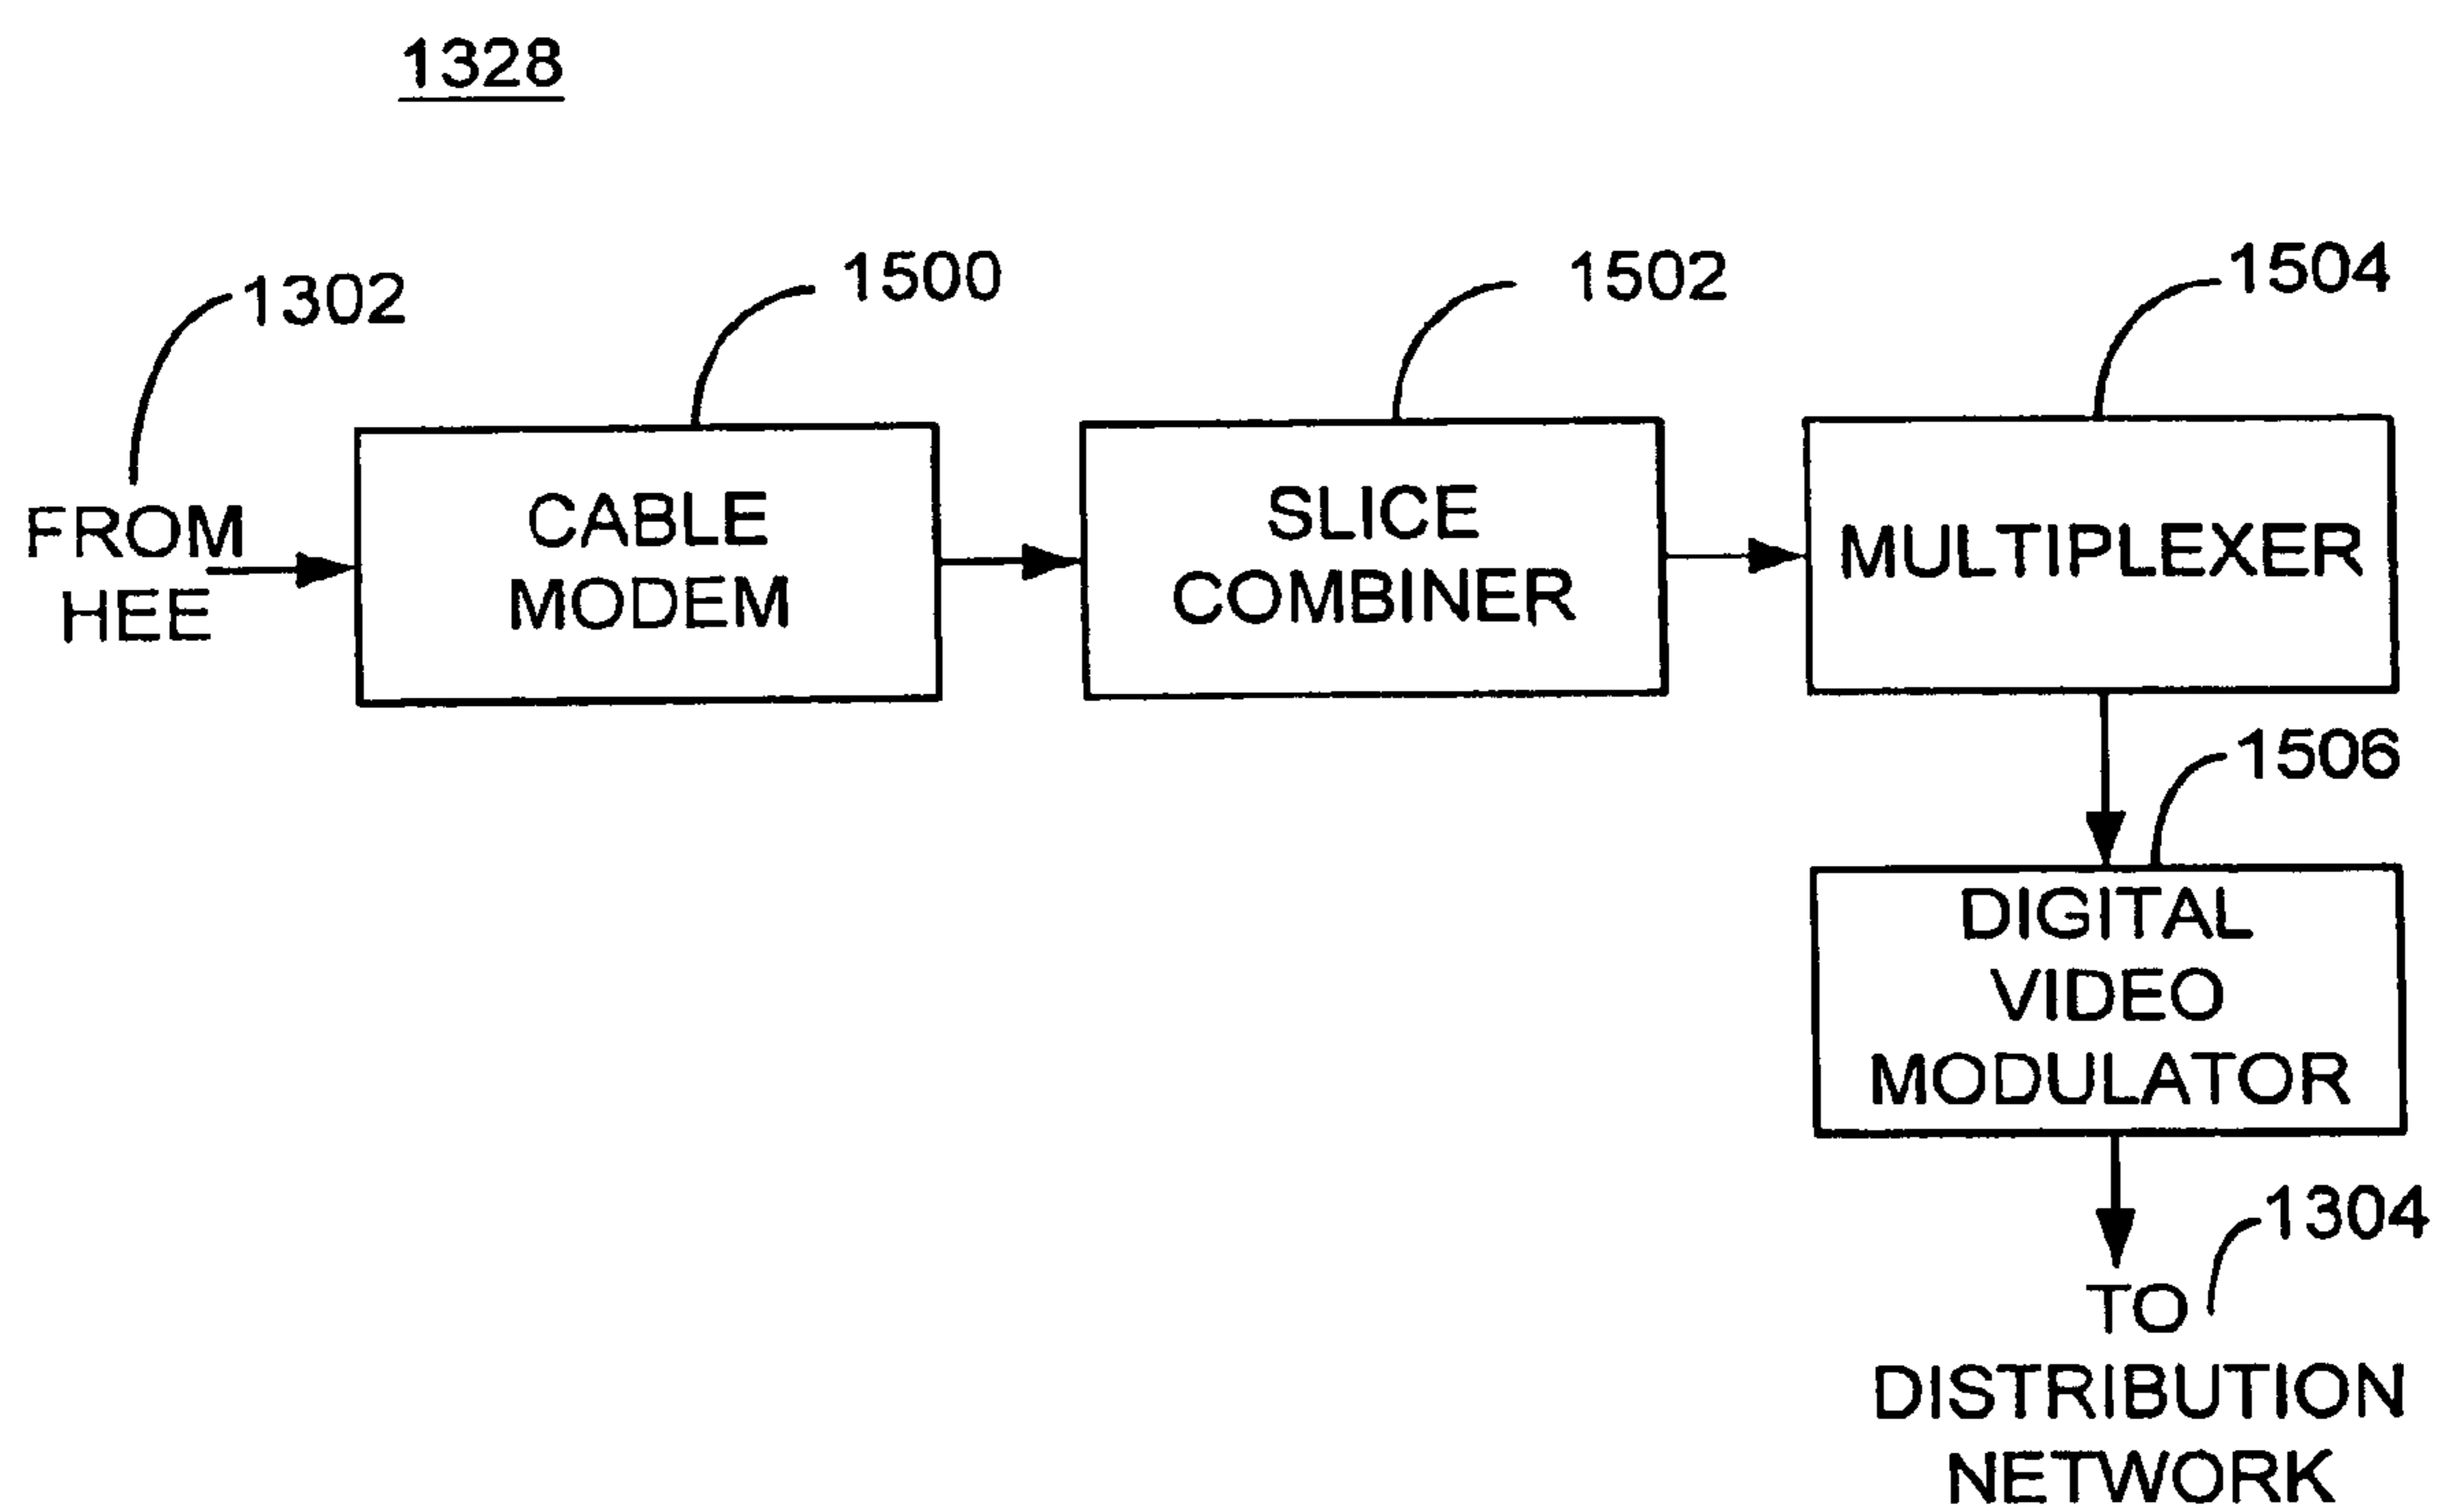 1328
1302
1500
1502
1504
FROM
HEE
CABLE
MODEM
SLICE
COMBINER
MULTIPLEXER
1506
DIGITAL
VIDEO
MODULATOR
1304
TO
DISTRIBUTION
NETWORK